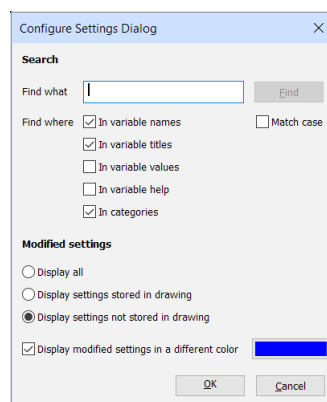 Configure Settings Dialog
Search
Find what
Find
Find where In variable names Match case
In variable titles
In variable values
In variable help
In categories
Modified settings
Display all
Display settings stored in drawing
Display settings not stored in drawing
Display modified settings in a different color
OK Cancel